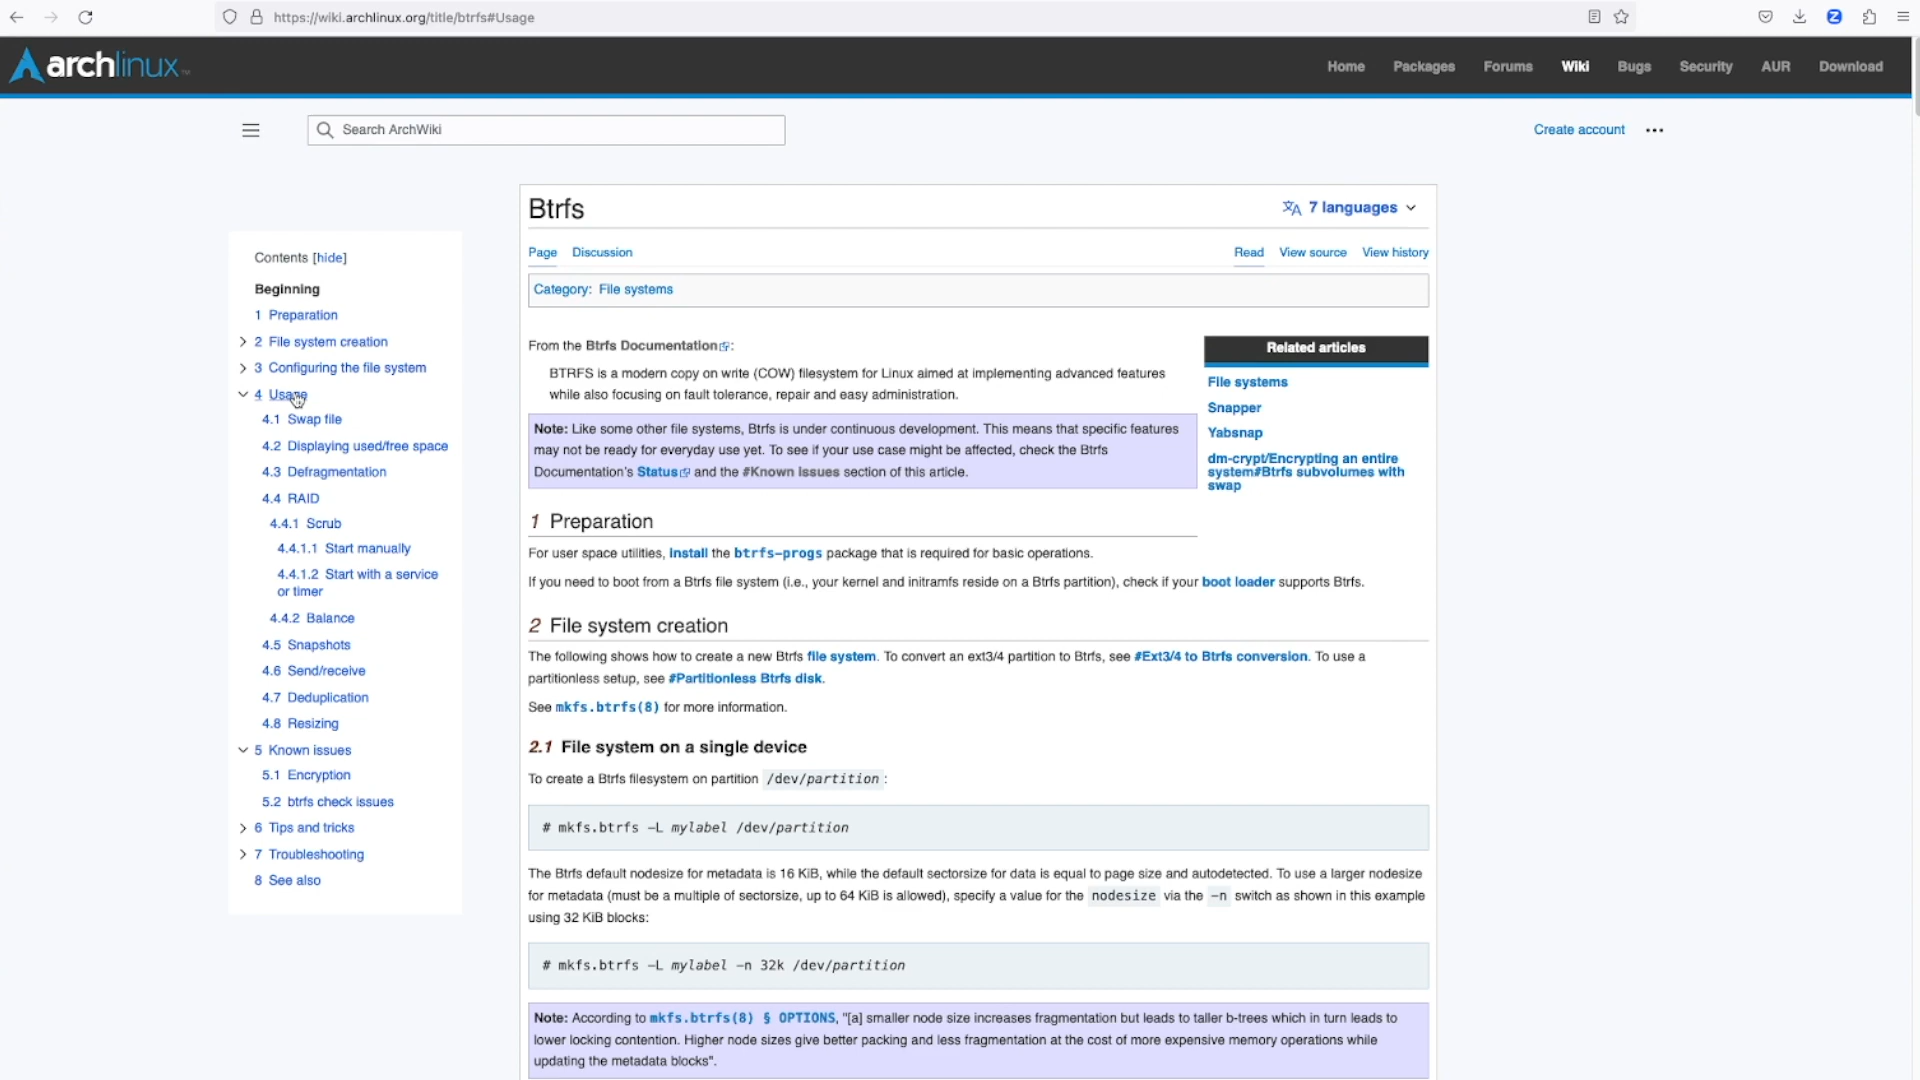 https://wiki.archlinux.org/title/btrfs#Usage
archlinux™
Home Packages Forums Wiki Bugs Security AUR Download
Search ArchWiki
Create account
Btrfs
7 languages
Page Discussion
Read View source View history
Category: File systems
Contents [hide]
Beginning
1 Preparation
2 File system creation
3 Configuring the file system
4 Usage
4.1 Swap file
4.2 Displaying used/free space
4.3 Defragmentation
4.4 RAID
4.4.1 Scrub
4.4.1.1 Start manually
4.4.1.2 Start with a service
or timer
4.4.2 Balance
4.5 Snapshots
4.6 Send/receive
4.7 Deduplication
4.8 Resizing
5 Known issues
5.1 Encryption
5.2 btrfs check issues
6 Tips and tricks
7 Troubleshooting
8 See also
From the Btrfs Documentation:
BTRFS is a modern copy on write (COW) filesystem for Linux aimed at implementing advanced features
while also focusing on fault tolerance, repair and easy administration.
Note: Like some other file systems, Btrfs is under continuous development. This means that specific features
may not be ready for everyday use yet. To see if your use case might be affected, check the Btrfs
Documentation's Status and the #Known issues section of this article.
Related articles
File systems
Snapper
Yabsnap
dm-crypt/Encrypting an entire
system#Btrfs subvolumes with
swap
1 Preparation
For user space utilities, install the btrfs-progs package that is required for basic operations.
If you need to boot from a Btrfs file system (i.e., your kernel and initramfs reside on a Btrfs partition), check if your boot loader supports Btrfs.
2 File system creation
The following shows how to create a new Btrfs file system. To convert an ext3/4 partition to Btrfs, see #Ext3/4 to Btrfs conversion. To use a
partitionless setup, see #Partitionless Btrfs disk.
See mkfs.btrfs(8) for more information.
2.1 File system on a single device
To create a Btrfs filesystem on partition /dev/partition :
# mkfs.btrfs -L mylabel /dev/partition
The Btrfs default nodesize for metadata is 16 KiB, while the default sectorsize for data is equal to page size and autodetected. To use a larger nodesize
for metadata (must be a multiple of sectorsize, up to 64 KiB is allowed), specify a value for the nodesize via the -n switch as shown in this example
using 32 KiB blocks:
# mkfs.btrfs -L mylabel -n 32k /dev/partition
Note: According to mkfs.btrfs(8) § OPTIONS, "[a] smaller node size increases fragmentation but leads to taller b-trees which in turn leads to
lower locking contention. Higher node sizes give better packing and less fragmentation at the cost of more expensive memory operations while
updating the metadata blocks".